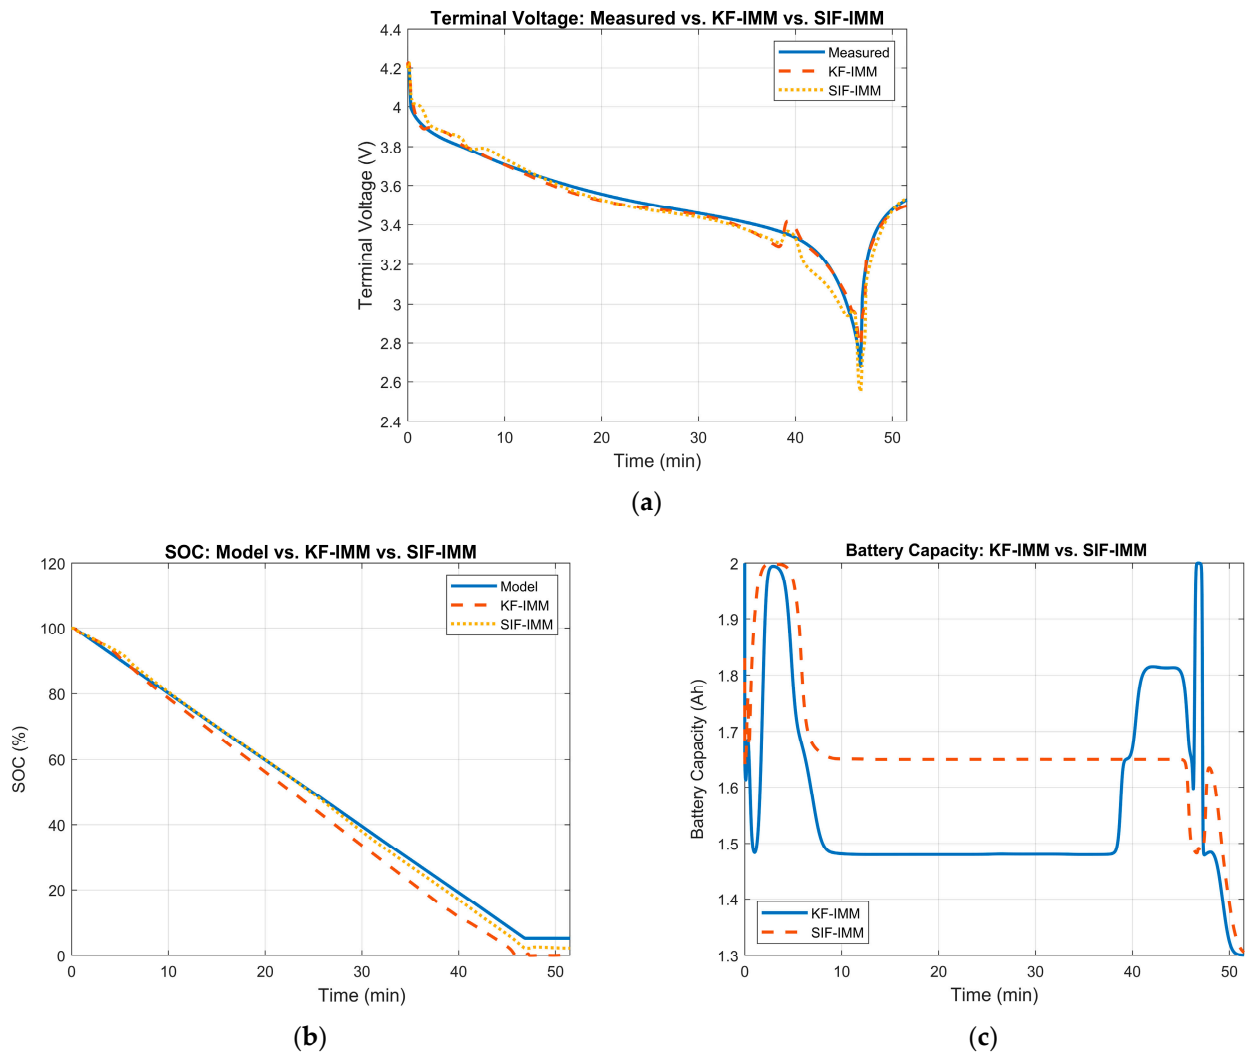 Terminal Voltage: Measured vs. KF-IMM vs. SIF-IMM
4.4
4.2
4
3.8
3.6
3.4
3.2
3
2.8
2.6
2.4
Terminal Voltage (V)
Measured
KF-IMM
SIF-IMM
0 10 20 30 40 50
Time (min)
(a)
SOC: Model vs. KF-IMM vs. SIF-IMM
120
100
80
60
40
20
0
SOC (%)
Model
KF-IMM
SIF-IMM
0 10 20 30 40 50
Time (min)
(b)
Battery Capacity: KF-IMM vs. SIF-IMM
2
1.9
1.8
1.7
1.6
1.5
1.4
1.3
Battery Capacity (Ah)
KF-IMM
SIF-IMM
0 10 20 30 40 50
Time (min)
(c)